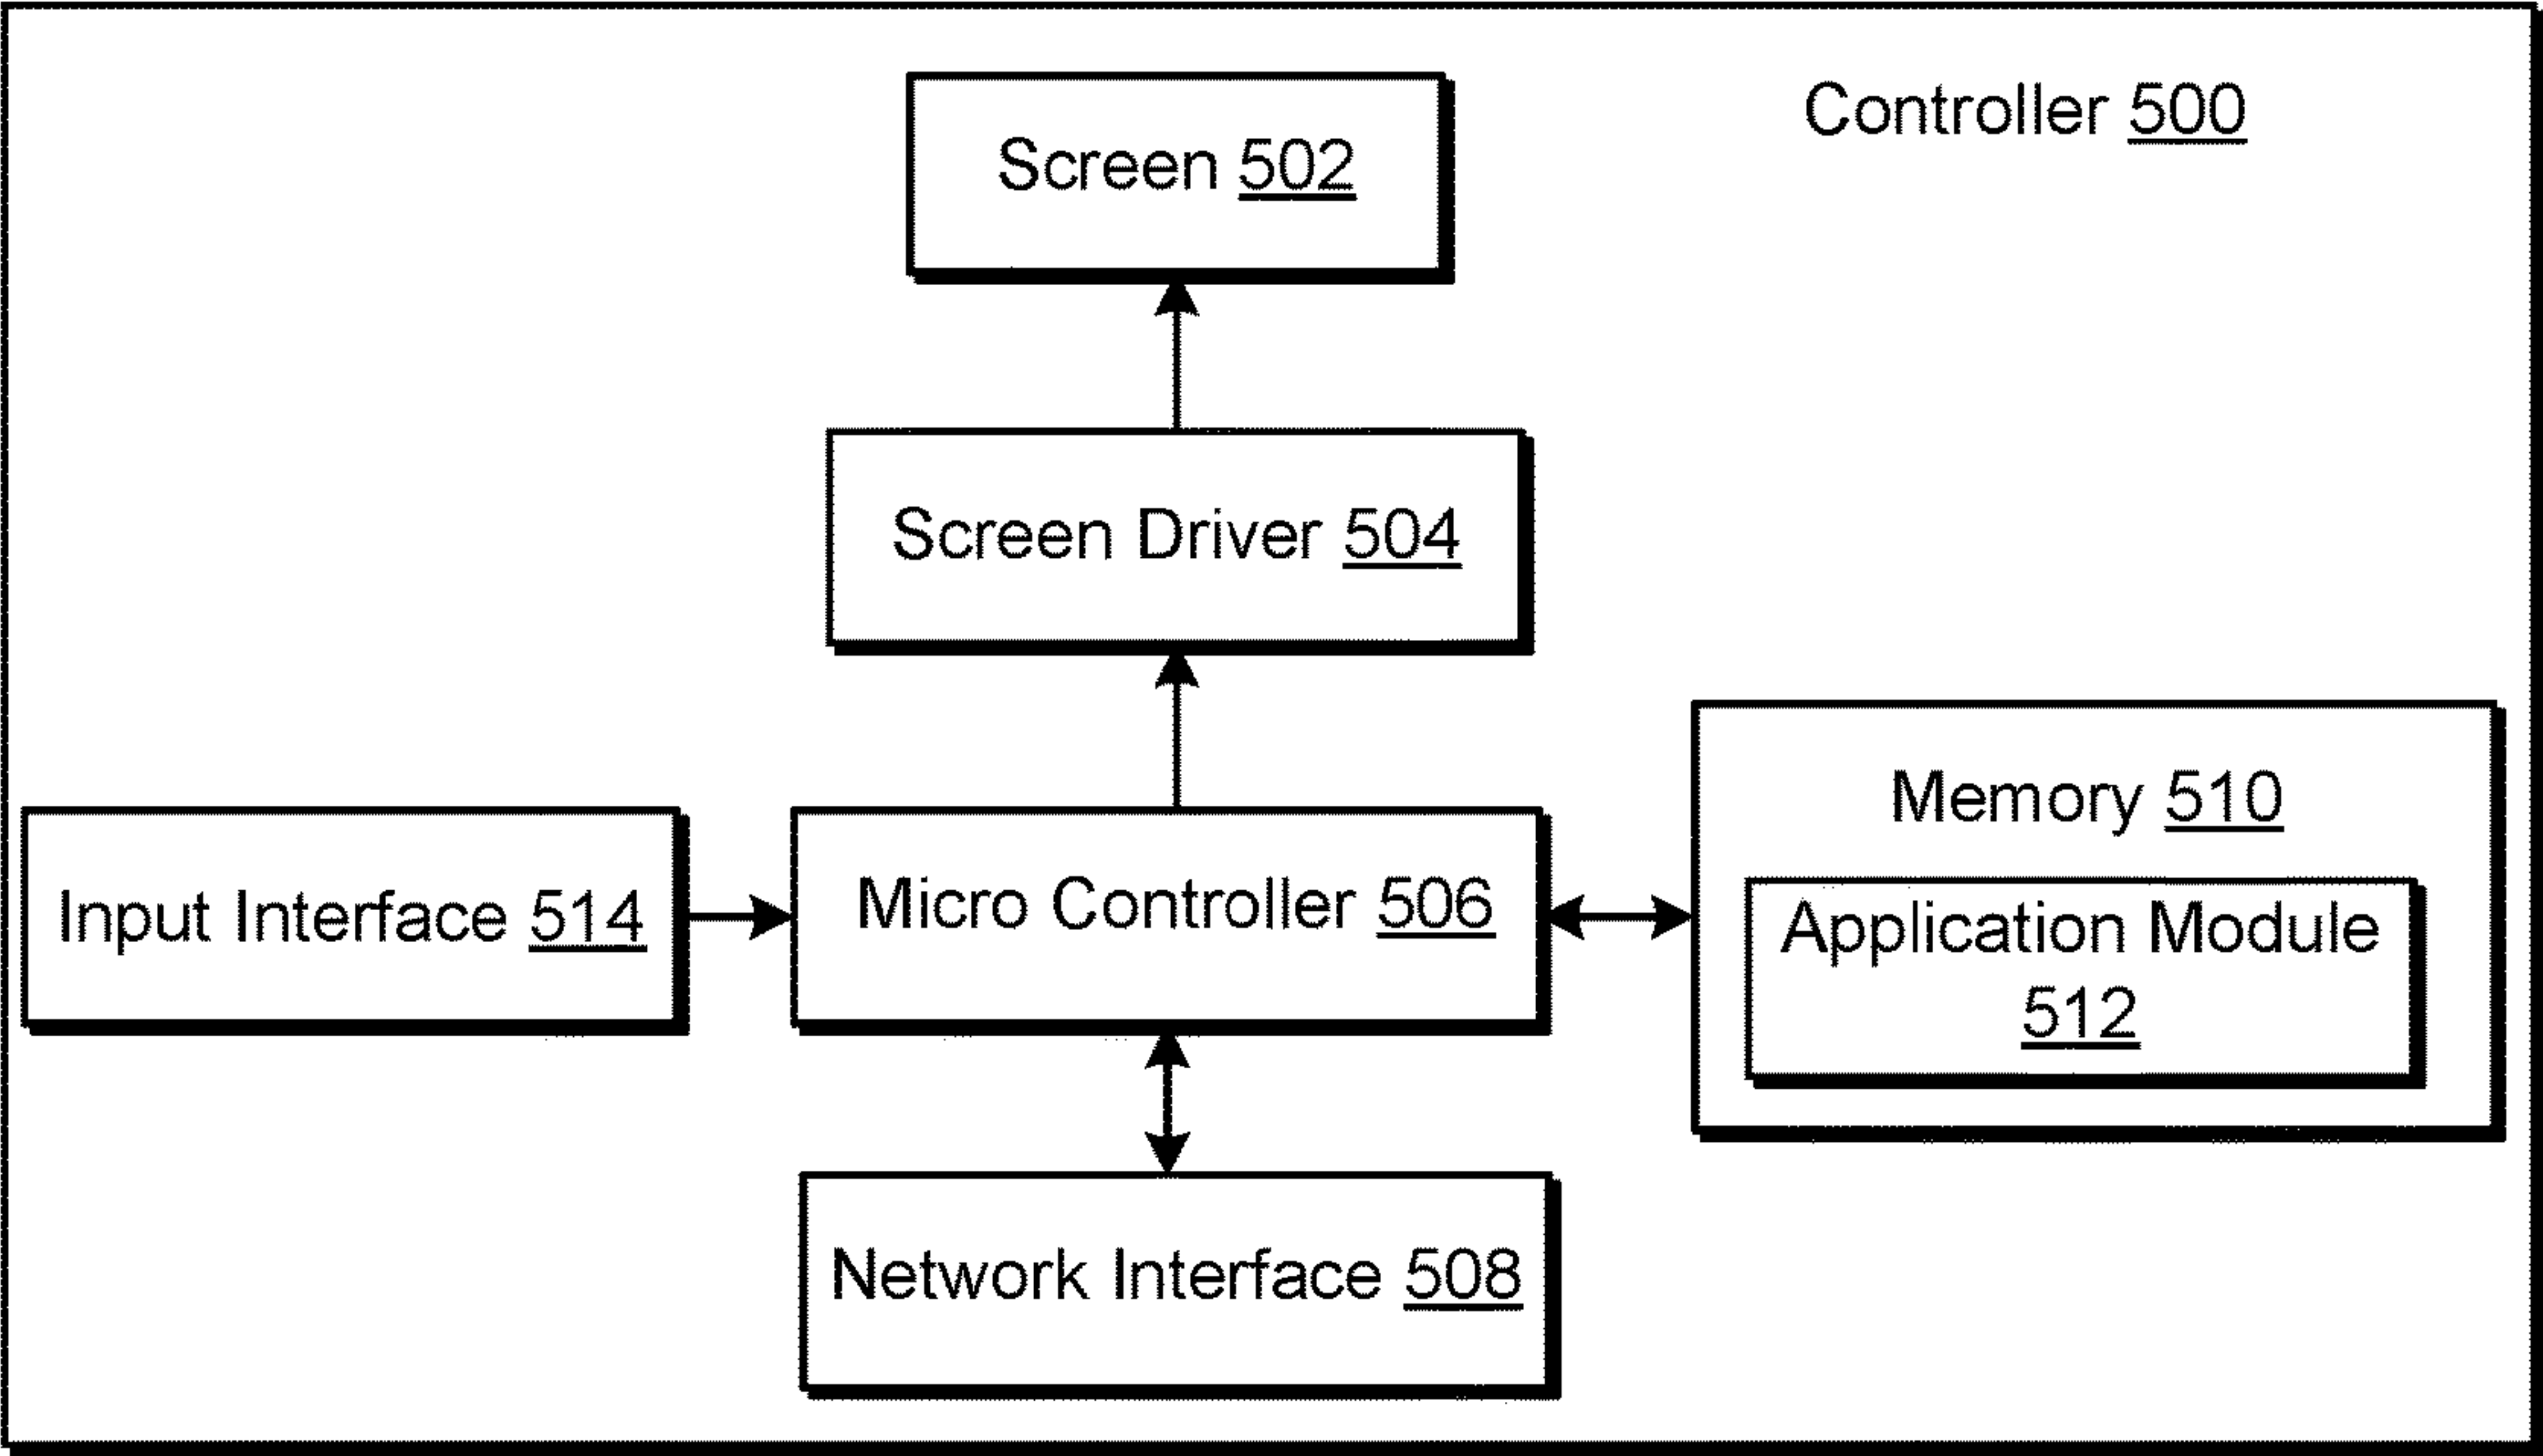 Controller 500
Screen 502
Screen Driver 504
Input Interface 514
Micro Controller 506
Memory 510
Application Module
512
Network Interface 508